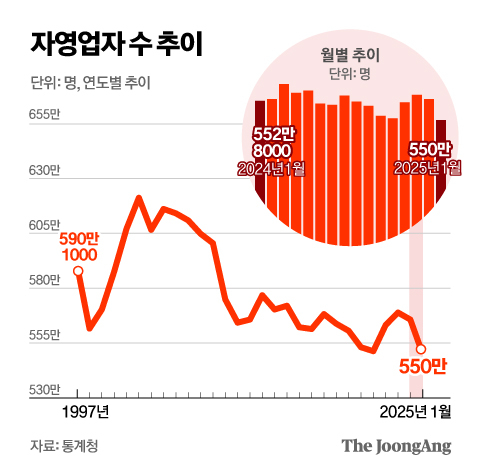 자영업자 수 추이
단위: 명, 연도별 추이
월별 추이
단위: 명
552만
8000
2024년1월
550만
2025년1월
655만
630만
605만
590만
1000
580만
555만
550만
530만
1997년
2025년 1월
자료: 통계청
The JoongAng